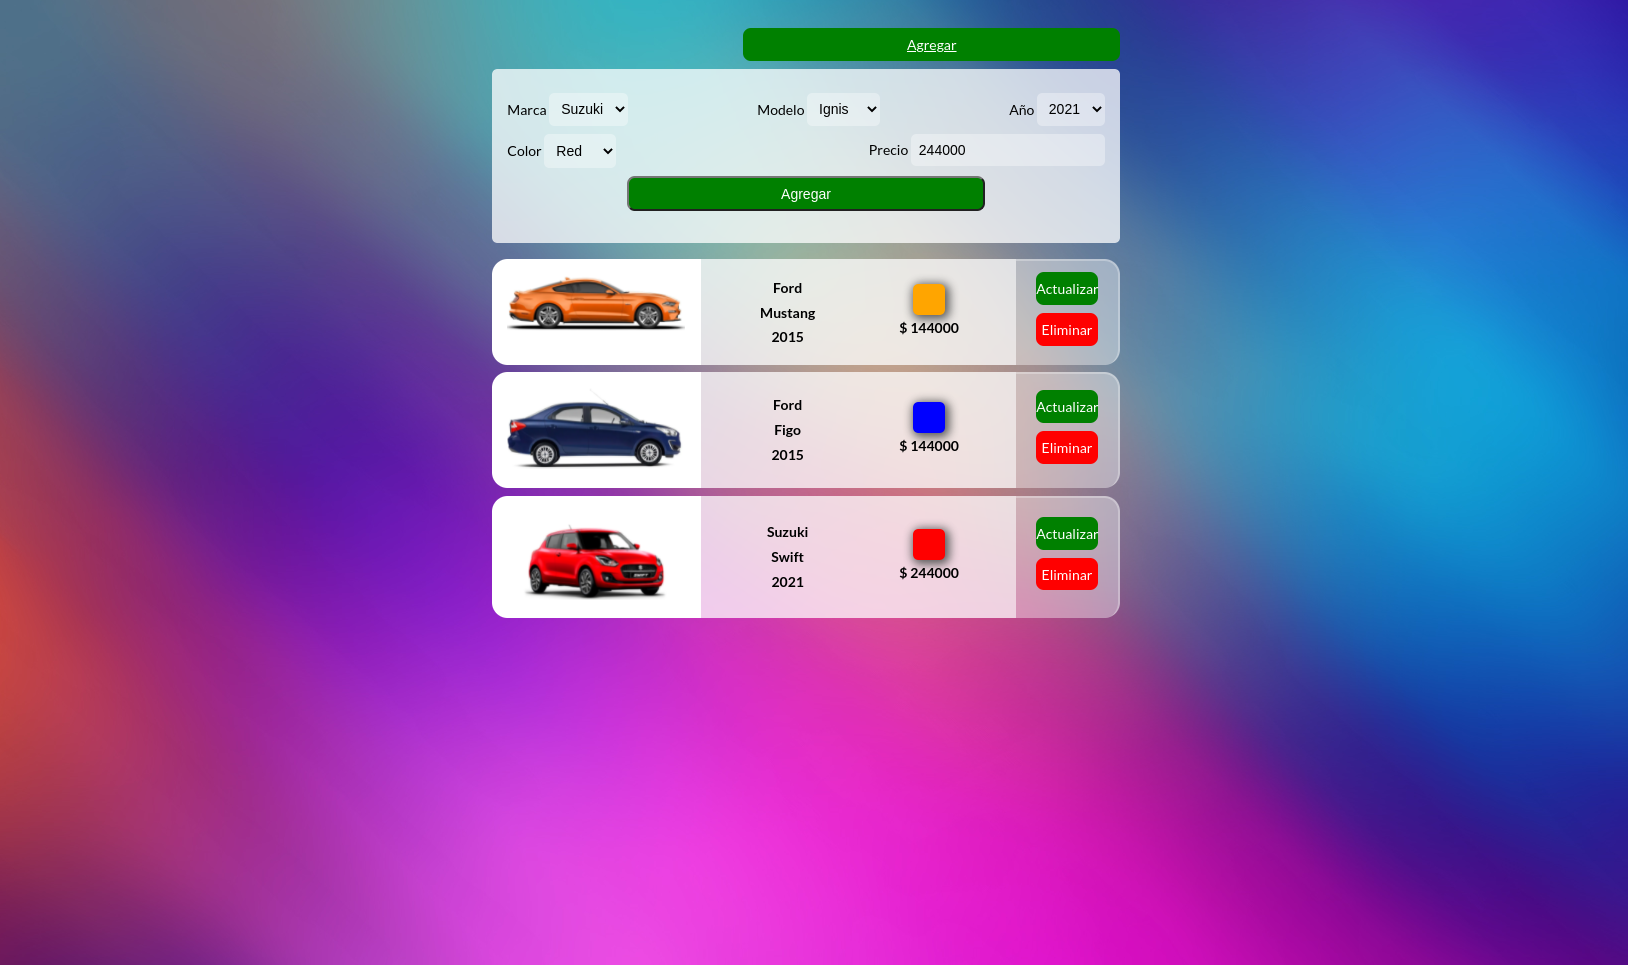 Agregar
Marca Suzuki Modelo Ignis Año 2021
Color Red Precio 244000
Agregar
Ford
Mustang
2015
$ 144000
Actualizar
Eliminar
Ford
Figo
2015
$ 144000
Actualizar
Eliminar
Suzuki
Swift
2021
$ 244000
Actualizar
Eliminar